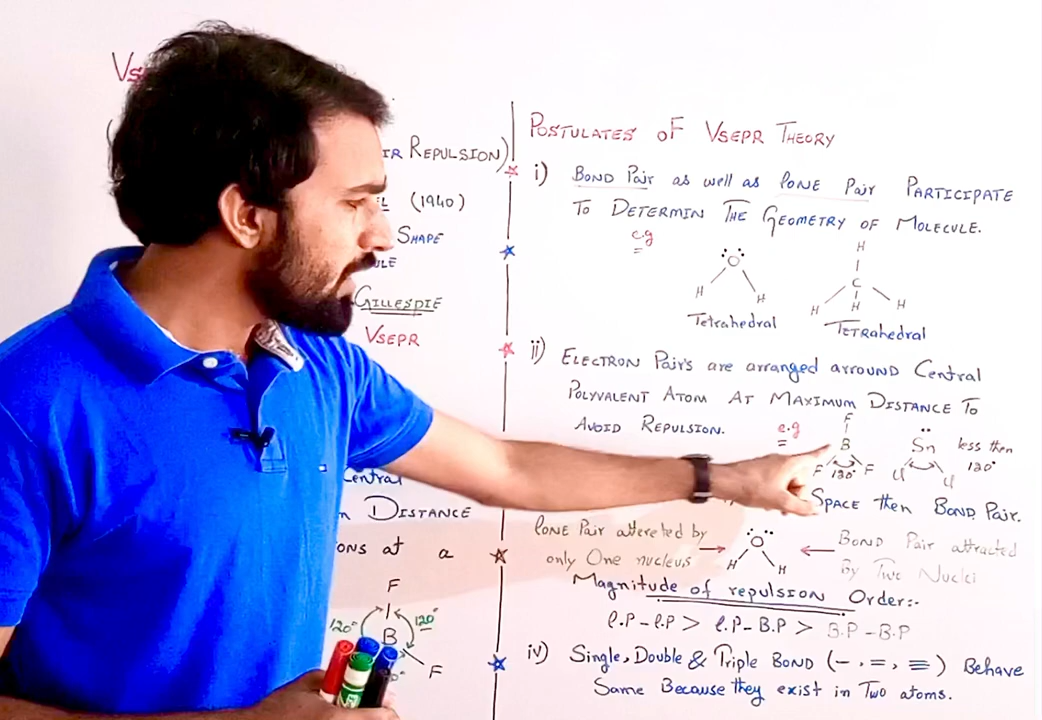 Vs
IR REPULSION)
(1940)
SHAPE
ULE
GILLESPIE
VSEPR
Central
DISTANCE
ons at a
F
120° 120
B
F
POSTULATES OF VSEPR THEORY
i) BOND PAIR as well as LONE PAIR PARTICIPATE
TO DETERMIN THE GEOMETRY OF MOLECULE.
e.g
O
H H
Tetrahedral
H
C
H H H
TETRAhedral
ii) ELECTRON PAIR'S are arranged arround Central
POLYVALENT ATOM AT MAXIMUM DISTANCE TO
AVOID REPULSION.
e.g
F
B
F 120° F
Sn less then
Cl Cl 120°
SPACE then BOND PAIR.
LONE PAIR attereted by
only One nucleus
O
H H
BOND PAIR attracted
By Two Nuclei
Magnitude of repulsion Order:-
l.P - l.P > l.P - B.P > B.P - B.P
iv) Single, Double & Triple BOND (-, =, ≡) Behave
Same Because they exist in Two atoms.